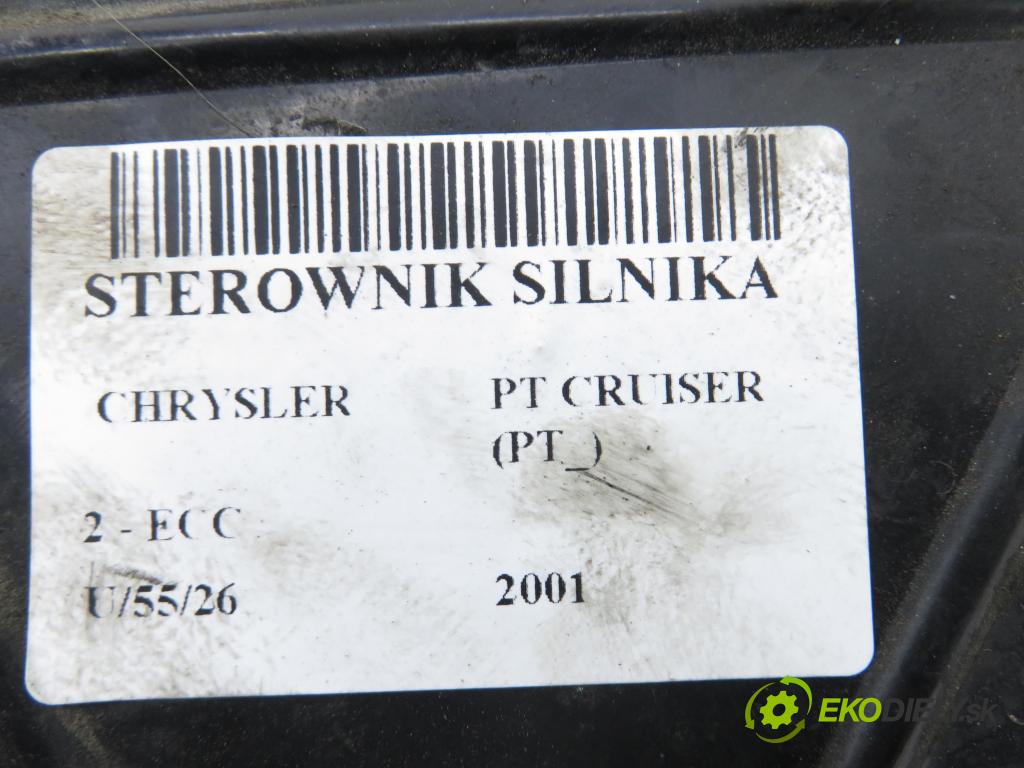 STEROWNIK SILNIKA
CHRYSLER
PT CRUISER
(PT_)
2 - ECC
U/55/26
2001
EKODIELY.sk